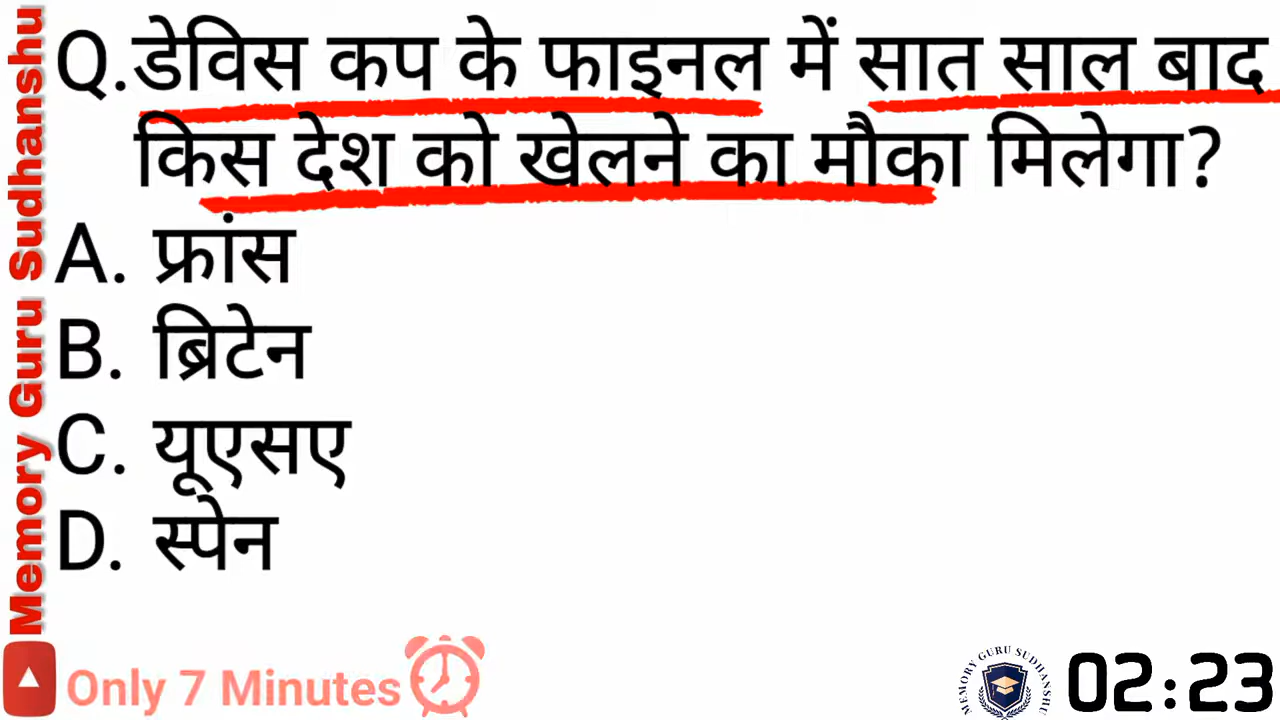 Q.डेविस कप के फाइनल में सात साल बाद
किस देश को खेलने का मौका मिलेगा?
A. फ्रांस
B. ब्रिटेन
C. यूएसए
D. स्पेन
Memory Guru Sudhanshu
Only 7 Minutes
MEMORY GURU SUDHANSHU
02:23